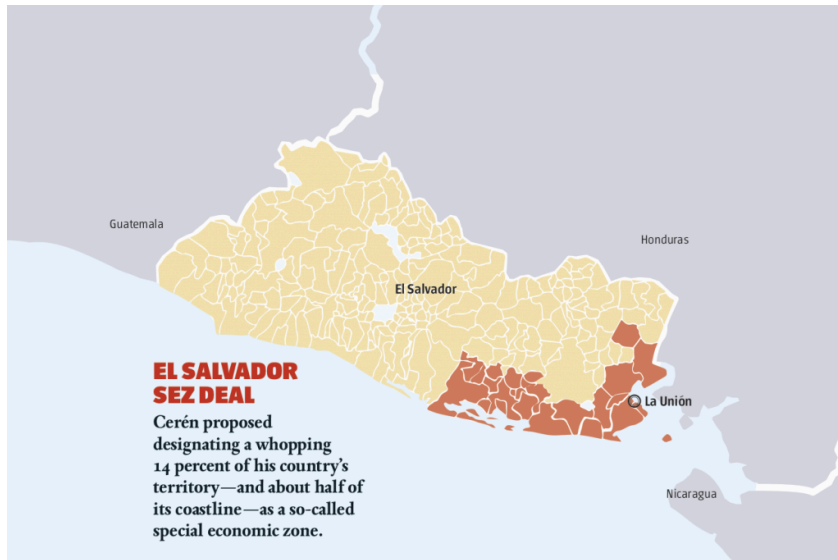 Guatemala
Honduras
El Salvador
EL SALVADOR
SEZ DEAL
Cerén proposed
designating a whopping
14 percent of his country’s
territory—and about half of
its coastline—as a so-called
special economic zone.
La Unión
Nicaragua